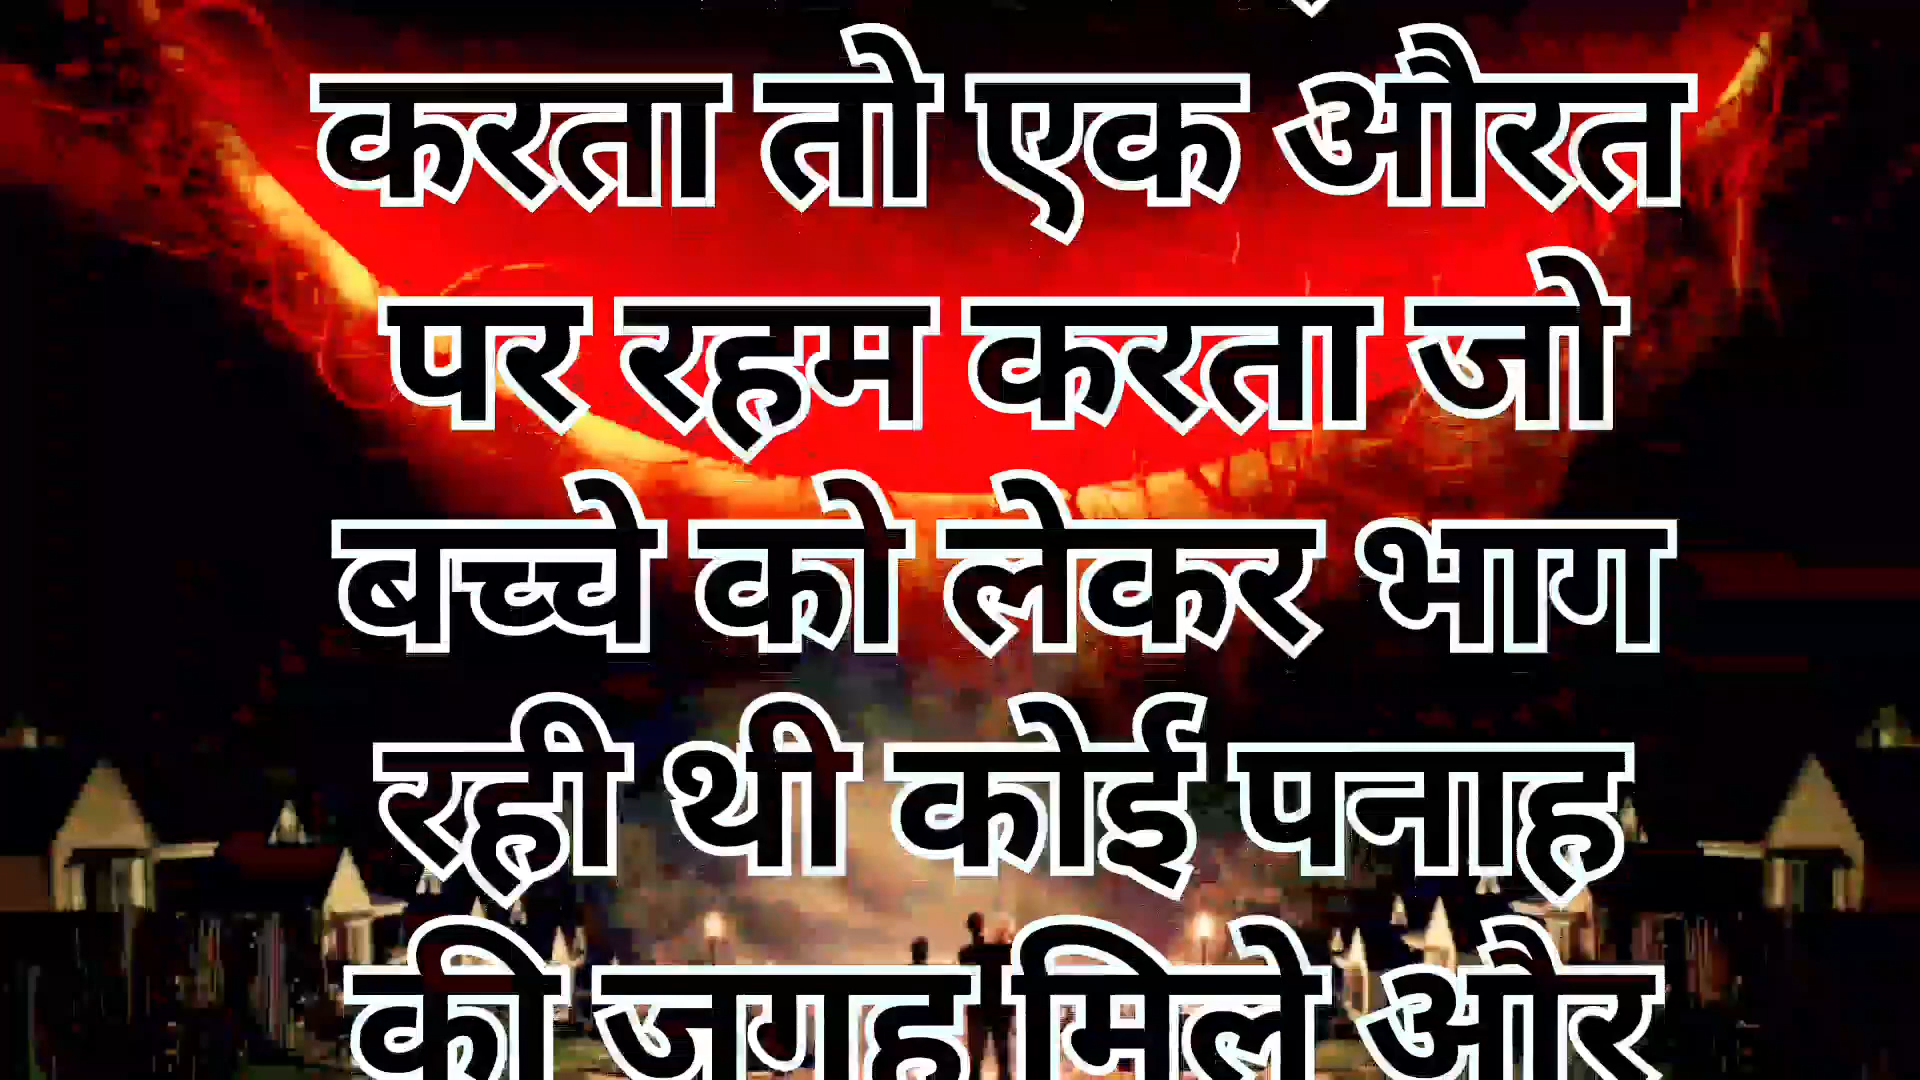 करता तो एक औरत
पर रहम करता जो
बच्चे को लेकर भाग
रही थी कोई पनाह
की जगह मिले और